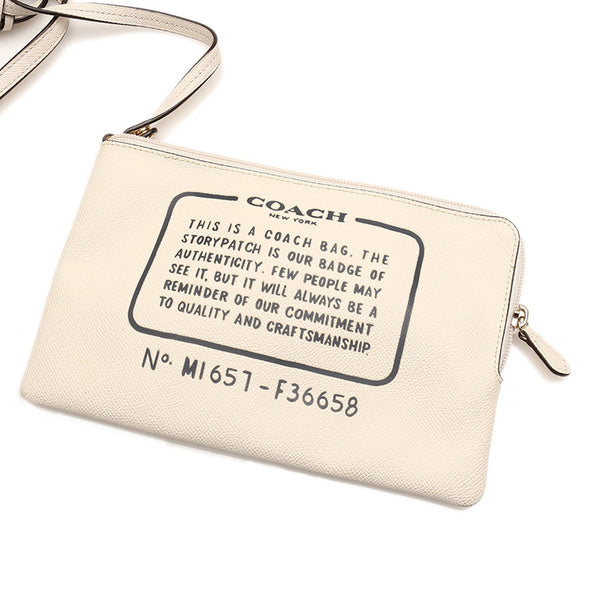 COACH
NEW YORK
THIS IS A COACH BAG. THE
STORYPATCH IS OUR BADGE OF
AUTHENTICITY. FEW PEOPLE MAY
SEE IT, BUT IT WILL ALWAYS BE A
REMINDER OF OUR COMMITMENT
TO QUALITY AND CRAFTSMANSHIP.
No. M1657-F36658